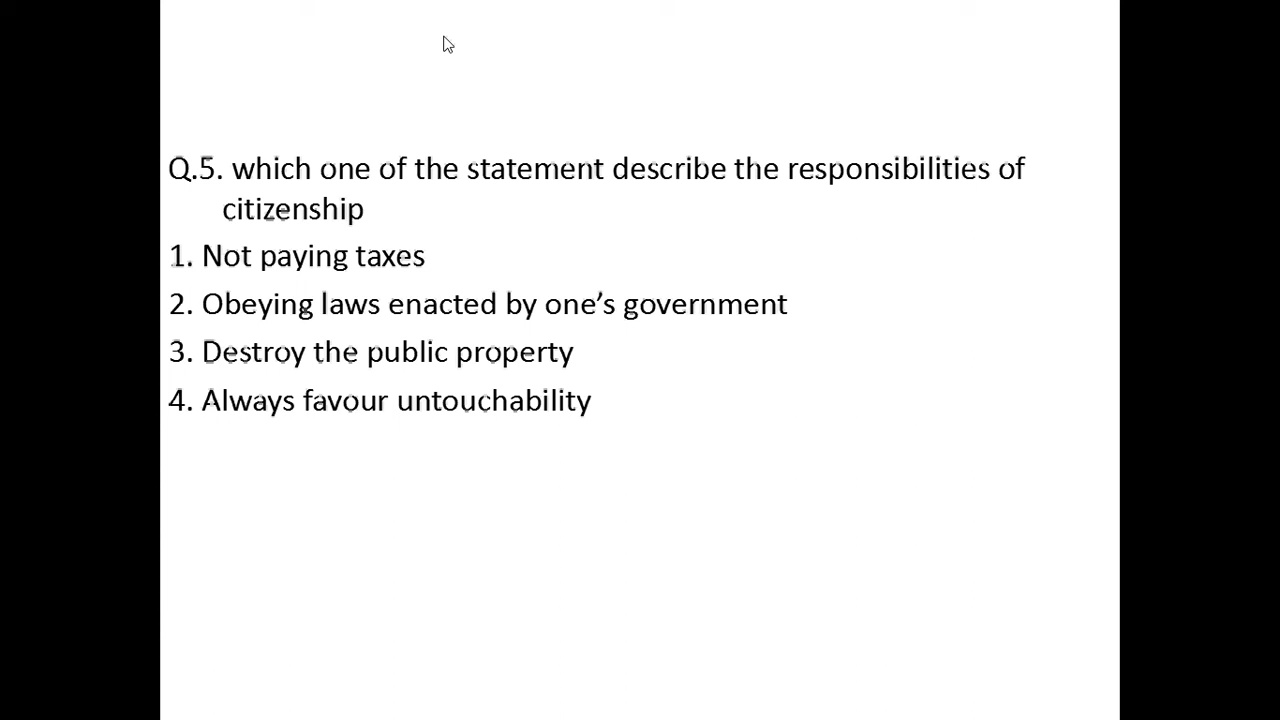 Q.5. which one of the statement describe the responsibilities of
citizenship
1. Not paying taxes
2. Obeying laws enacted by one’s government
3. Destroy the public property
4. Always favour untouchability